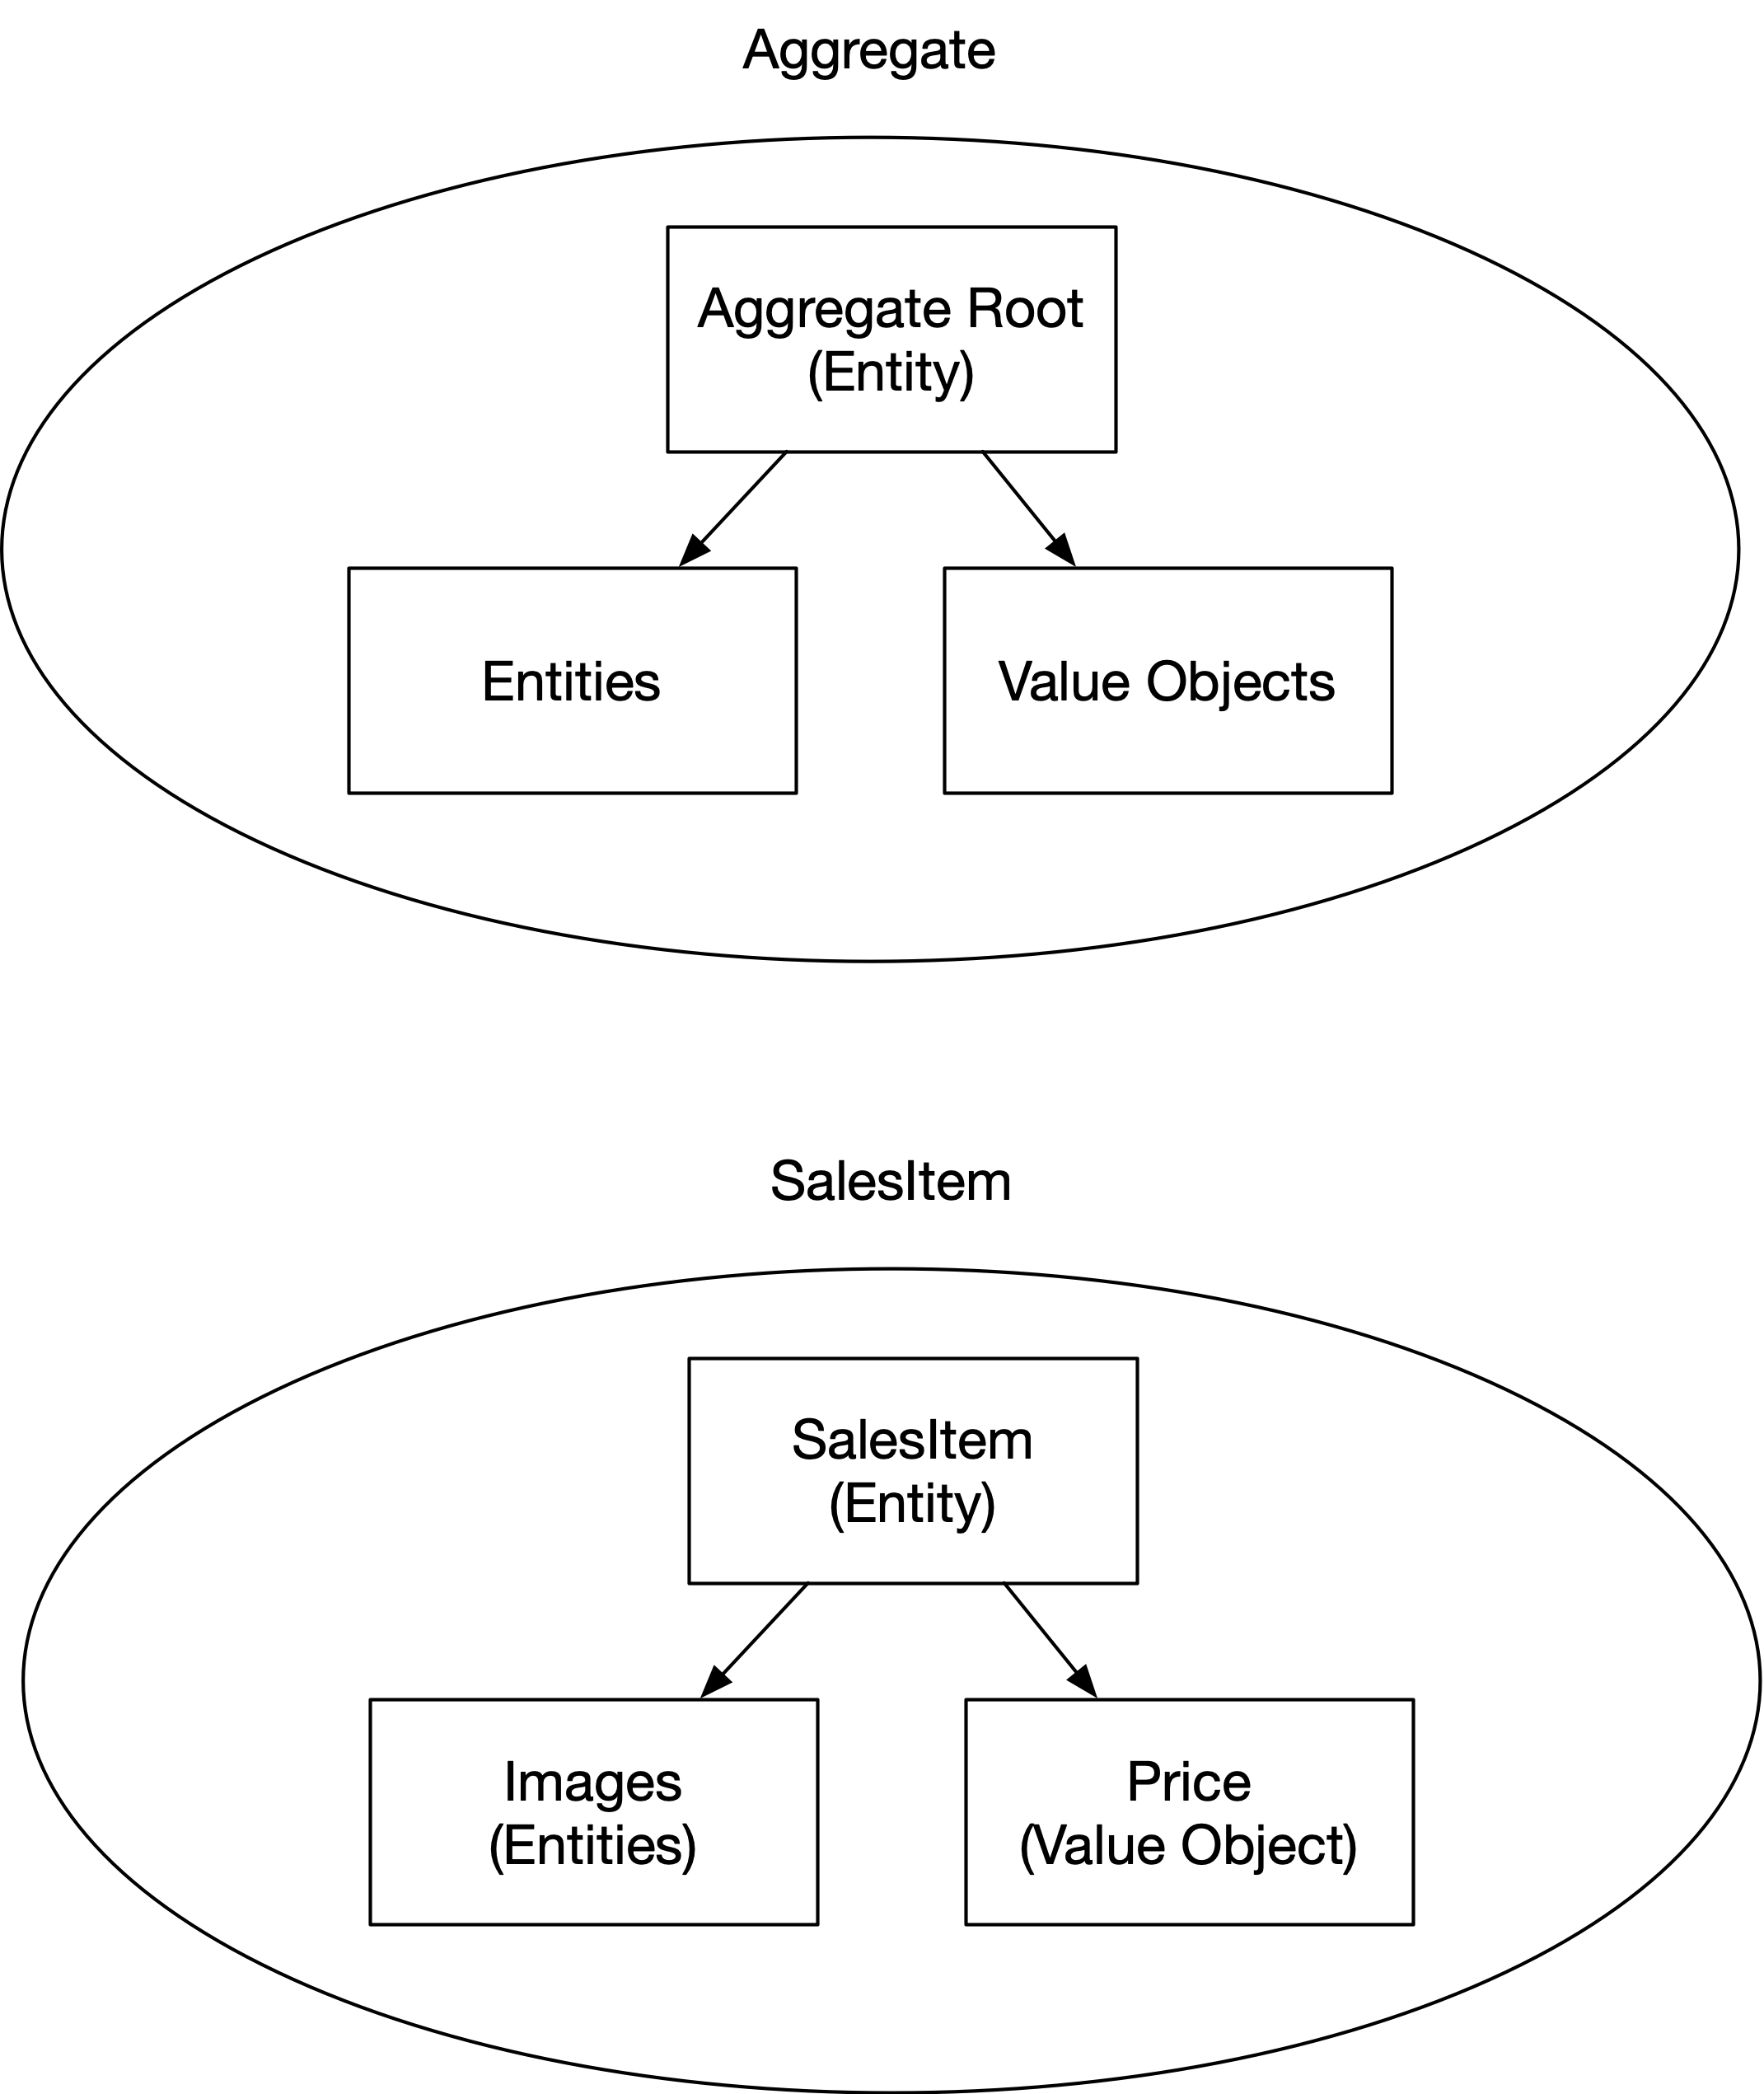 Aggregate
Aggregate Root
(Entity)
Entities
Value Objects
SalesItem
SalesItem
(Entity)
Images
(Entities)
Price
(Value Object)